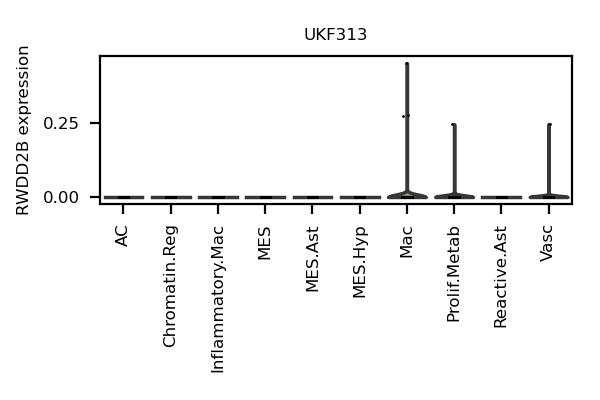 UKF313
RWDD2B expression
0.25
0.00
AC
Chromatin.Reg
Inflammatory.Mac
MES
MES.Ast
MES.Hyp
Mac
Prolif.Metab
Reactive.Ast
Vasc